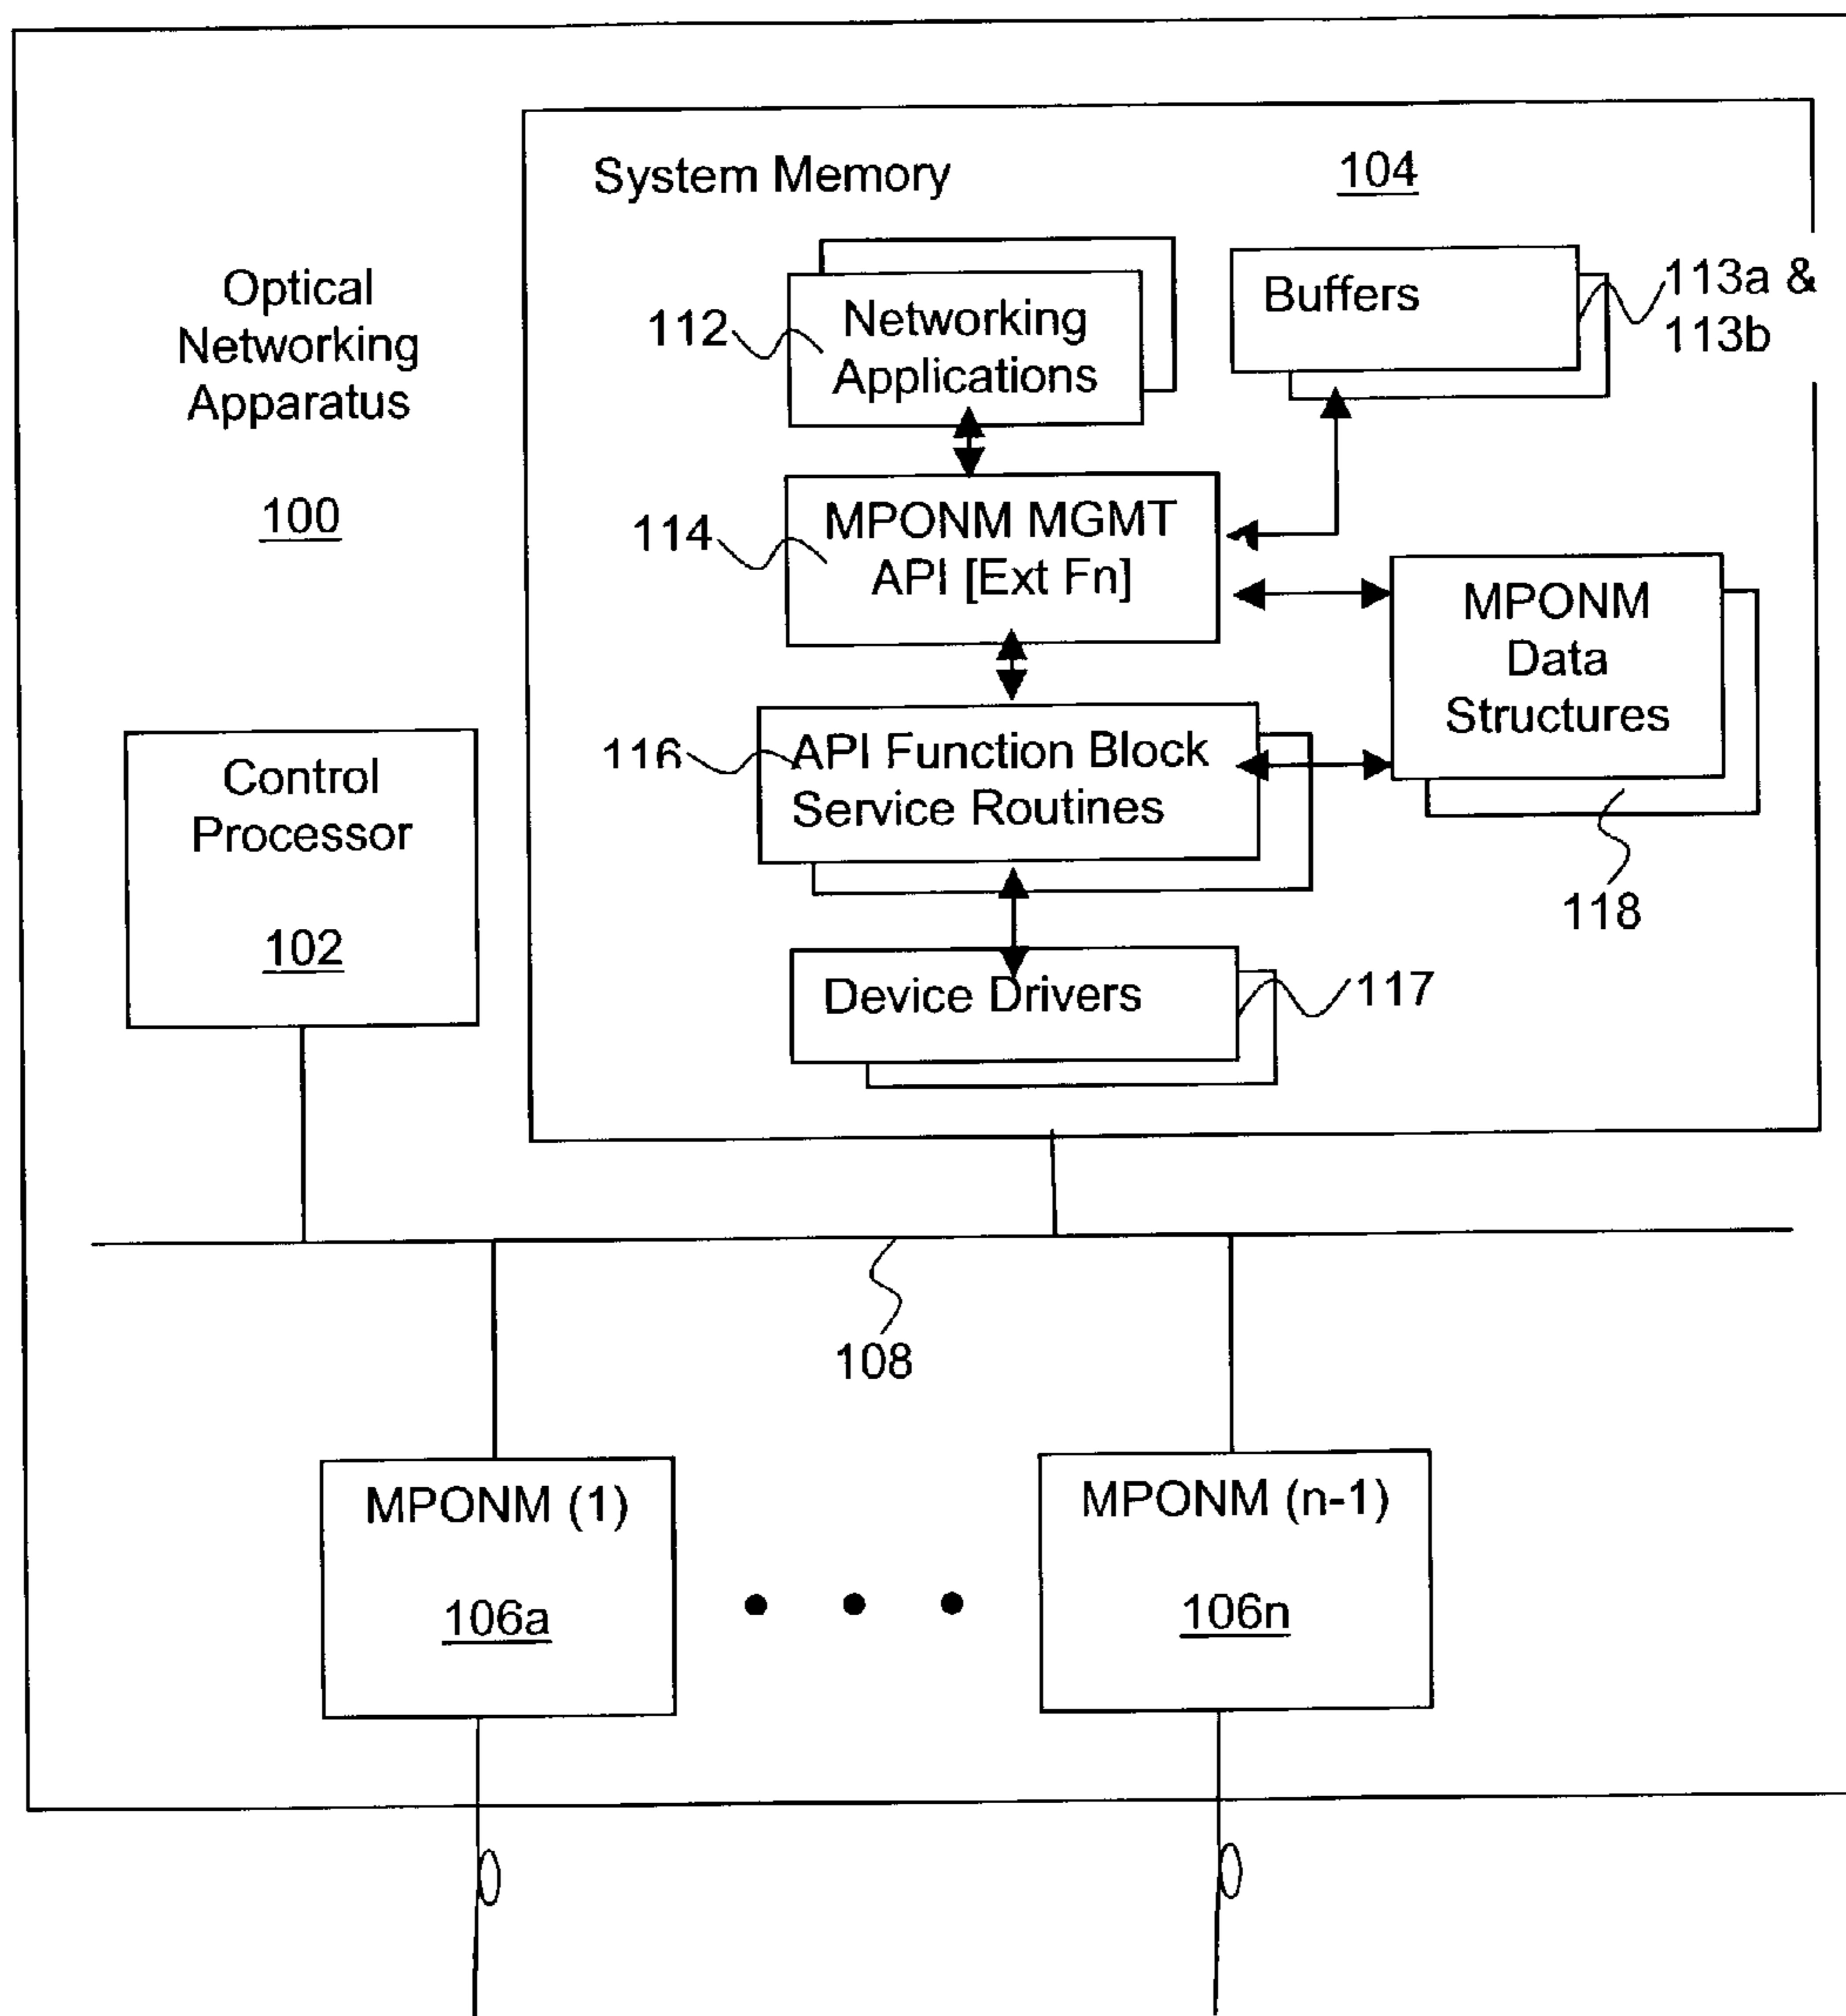 System Memory
104
Optical
Networking
Apparatus
100
112
Networking
Applications
Buffers
113a &
113b
114
MPONM MGMT
API [Ext Fn]
MPONM
Data
Structures
116
API Function Block
Service Routines
118
Control
Processor
102
Device Drivers
117
108
MPONM (1)
106a
MPONM (n-1)
106n